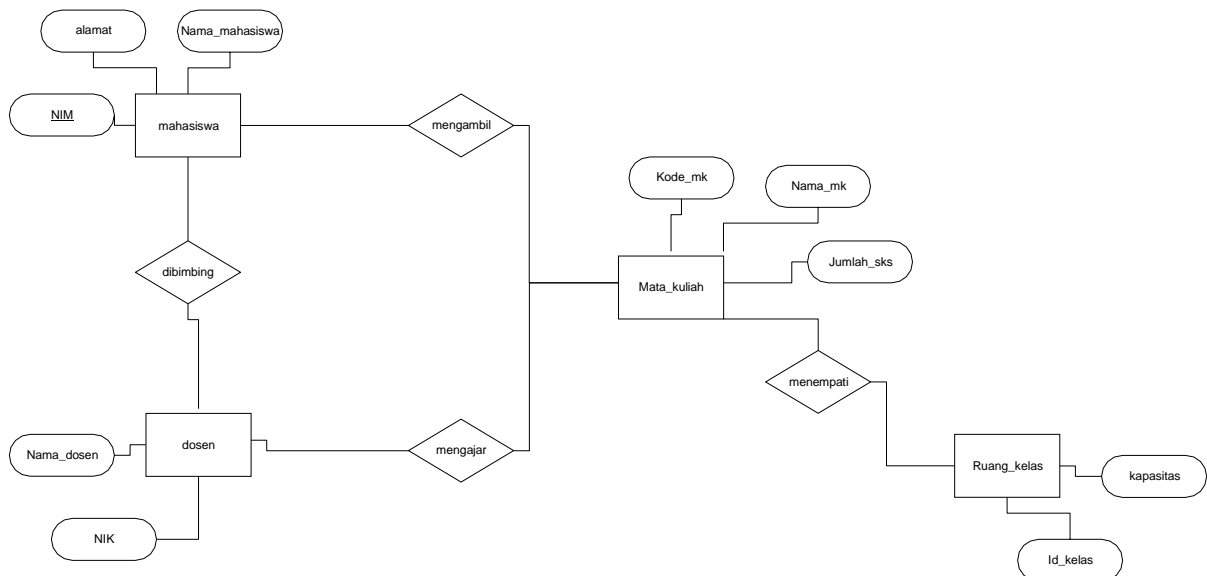 alamat
Nama_mahasiswa
NIM
mahasiswa
mengambil
Kode_mk
Nama_mk
dibimbing
Jumlah_sks
Mata_kuliah
menempati
dosen
Nama_dosen
mengajar
Ruang_kelas
kapasitas
NIK
Id_kelas